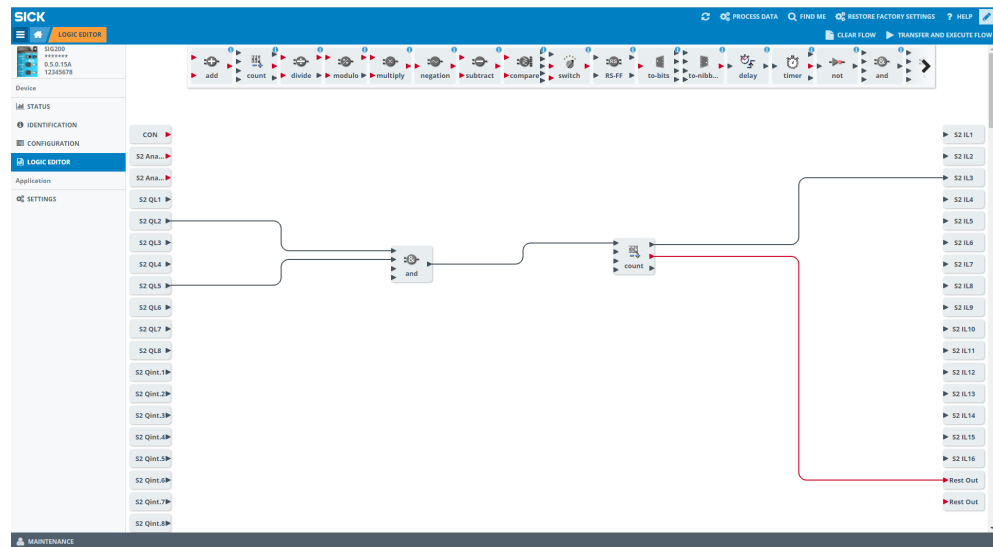 SICK
PROCESS DATA
FIND ME
RESTORE FACTORY SETTINGS
? HELP
LOGIC EDITOR
CLEAR FLOW
TRANSFER AND EXECUTE FLOW
SIG200
*******
0.5.0.15A
12345678
Device
STATUS
IDENTIFICATION
CONFIGURATION
LOGIC EDITOR
Application
SETTINGS
add
count
divide
modulo
multiply
negation
subtract
compare
switch
RS-FF
to-bits
to-nibb...
delay
timer
not
and
CON
S2 Ana...
S2 Ana...
S2 QL1
S2 QL2
S2 QL3
S2 QL4
S2 QL5
S2 QL6
S2 QL7
S2 QL8
S2 Qint.1
S2 Qint.2
S2 Qint.3
S2 Qint.4
S2 Qint.5
S2 Qint.6
S2 Qint.7
S2 Qint.8
and
count
S2 IL1
S2 IL2
S2 IL3
S2 IL4
S2 IL5
S2 IL6
S2 IL7
S2 IL8
S2 IL9
S2 IL10
S2 IL11
S2 IL12
S2 IL13
S2 IL14
S2 IL15
S2 IL16
Rest Out
Rest Out
MAINTENANCE